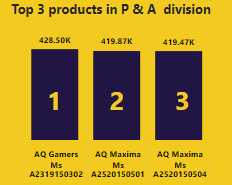 Top 3 products in P & A division
428.50K 419.87K 419.47K
1 2 3
AQ Gamers AQ Maxima AQ Maxima
Ms Ms Ms
A2319150302 A2520150501 A2520150504